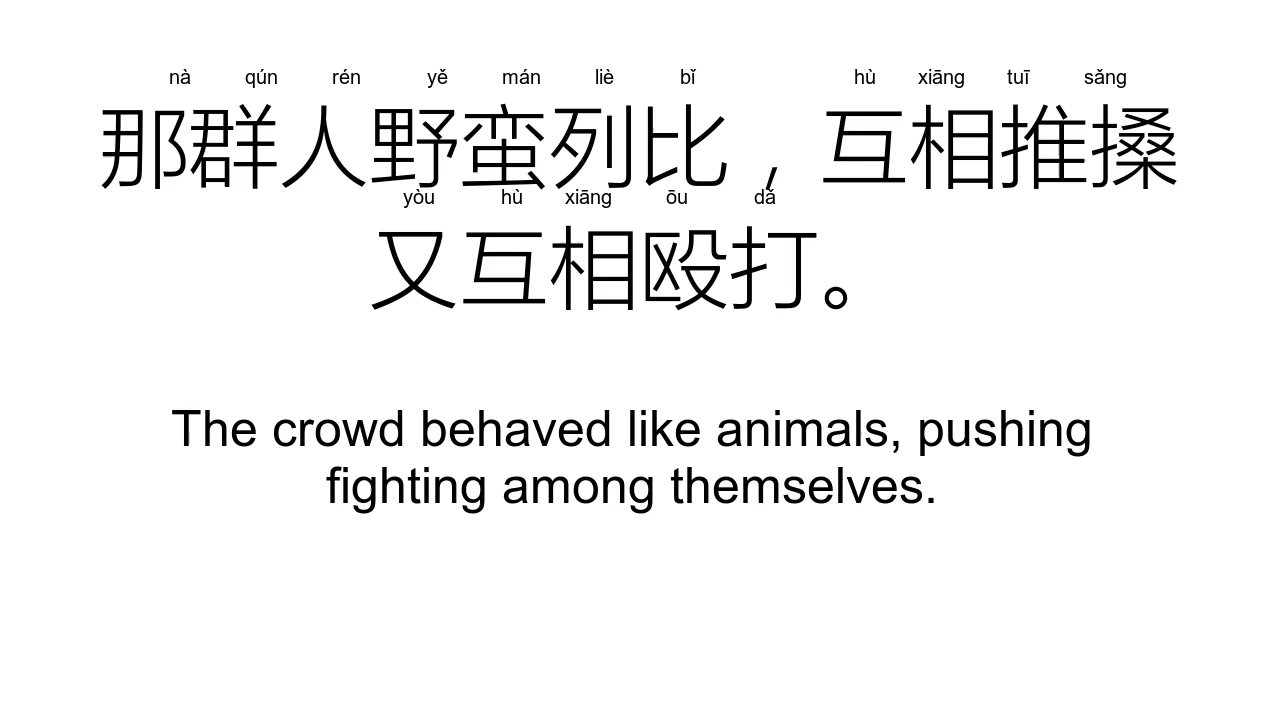 nà qún rén yě mán liè bǐ hù xiāng tuī sǎng
那群人野蛮列比，互相推搡
yòu hù xiāng ōu dǎ
又互相殴打。
The crowd behaved like animals, pushing
fighting among themselves.